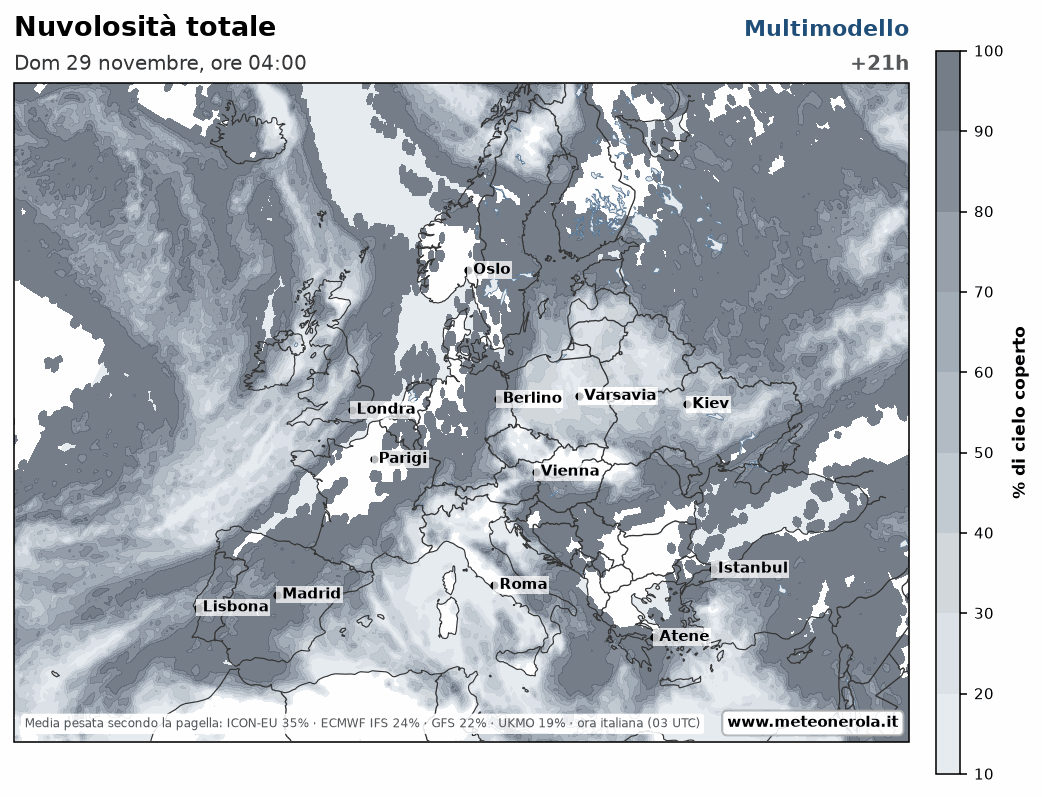 Nuvolosità totale
Multimodello
Dom 29 novembre, ore 04:00
+21h
Oslo
Berlino
Varsavia
Kiev
Londra
Parigi
Vienna
Istanbul
Roma
Madrid
Lisbona
Atene
Media pesata secondo la pagella: ICON-EU 35% · ECMWF IFS 24% · GFS 22% · UKMO 19% · ora italiana (03 UTC)
www.meteonerola.it
100
90
80
70
60
50
40
30
20
10
% di cielo coperto